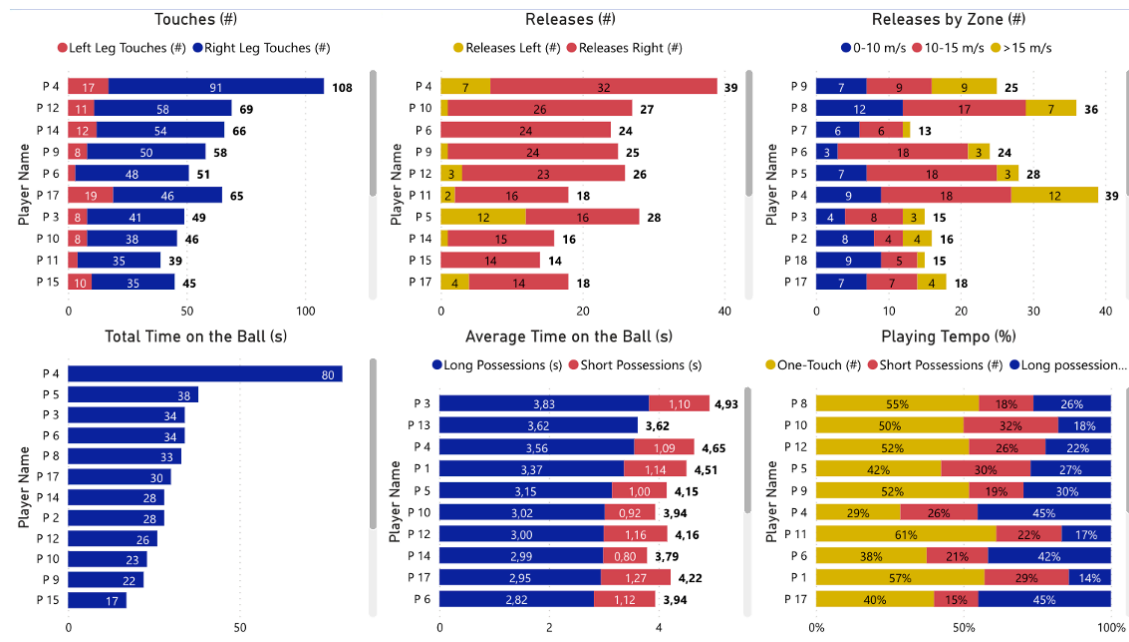 Touches (#)
Left Leg Touches (#) Right Leg Touches (#)
Player Name
P 4 17 91 108
P 12 11 58 69
P 14 12 54 66
P 9 8 50 58
P 6 48 51
P 17 19 46 65
P 3 8 41 49
P 10 8 38 46
P 11 35 39
P 15 10 35 45
0 50 100
Releases (#)
Releases Left (#) Releases Right (#)
Player Name
P 4 7 32 39
P 10 26 27
P 6 24 24
P 9 24 25
P 12 3 23 26
P 11 2 16 18
P 5 12 16 28
P 14 15 16
P 15 14 14
P 17 4 14 18
0 20 40
Releases by Zone (#)
0-10 m/s 10-15 m/s >15 m/s
Player Name
P 9 7 9 9 25
P 8 12 17 7 36
P 7 6 6 13
P 6 3 18 3 24
P 5 7 18 3 28
P 4 9 18 12 39
P 3 4 8 3 15
P 2 8 4 4 16
P 18 9 5 15
P 17 7 7 4 18
0 10 20 30 40
Total Time on the Ball (s)
Player Name
P 4 80
P 5 38
P 3 34
P 6 34
P 8 33
P 17 30
P 14 28
P 2 28
P 12 26
P 10 23
P 9 22
P 15 17
0 50
Average Time on the Ball (s)
Long Possessions (s) Short Possessions (s)
Player Name
P 3 3,83 1,10 4,93
P 13 3,62 3,62
P 4 3,56 1,09 4,65
P 1 3,37 1,14 4,51
P 5 3,15 1,00 4,15
P 10 3,02 0,92 3,94
P 12 3,00 1,16 4,16
P 14 2,99 0,80 3,79
P 17 2,95 1,27 4,22
P 6 2,82 1,12 3,94
0 2 4
Playing Tempo (%)
One-Touch (#) Short Possessions (#) Long possession...
Player Name
P 8 55% 18% 26%
P 10 50% 32% 18%
P 12 52% 26% 22%
P 5 42% 30% 27%
P 9 52% 19% 30%
P 4 29% 26% 45%
P 11 61% 22% 17%
P 6 38% 21% 42%
P 1 57% 29% 14%
P 17 40% 15% 45%
0% 50% 100%